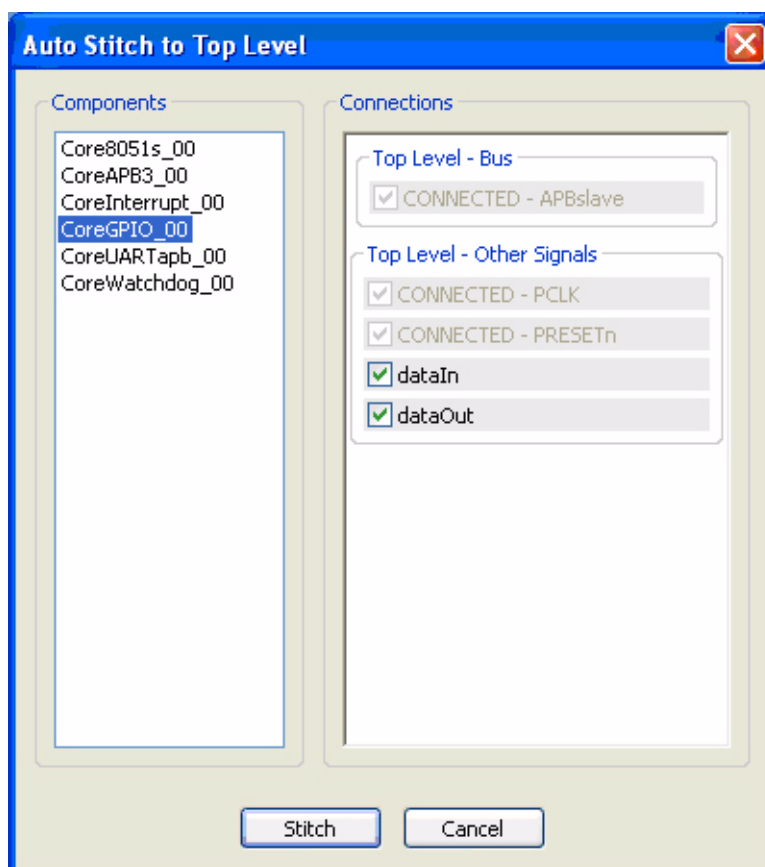 Auto Stitch to Top Level
Components
Core8051s_00
CoreAPB3_00
CoreInterrupt_00
CoreGPIO_00
CoreUARTapb_00
CoreWatchdog_00
Connections
Top Level - Bus
CONNECTED - APBslave
Top Level - Other Signals
CONNECTED - PCLK
CONNECTED - PRESETn
dataIn
dataOut
Stitch
Cancel